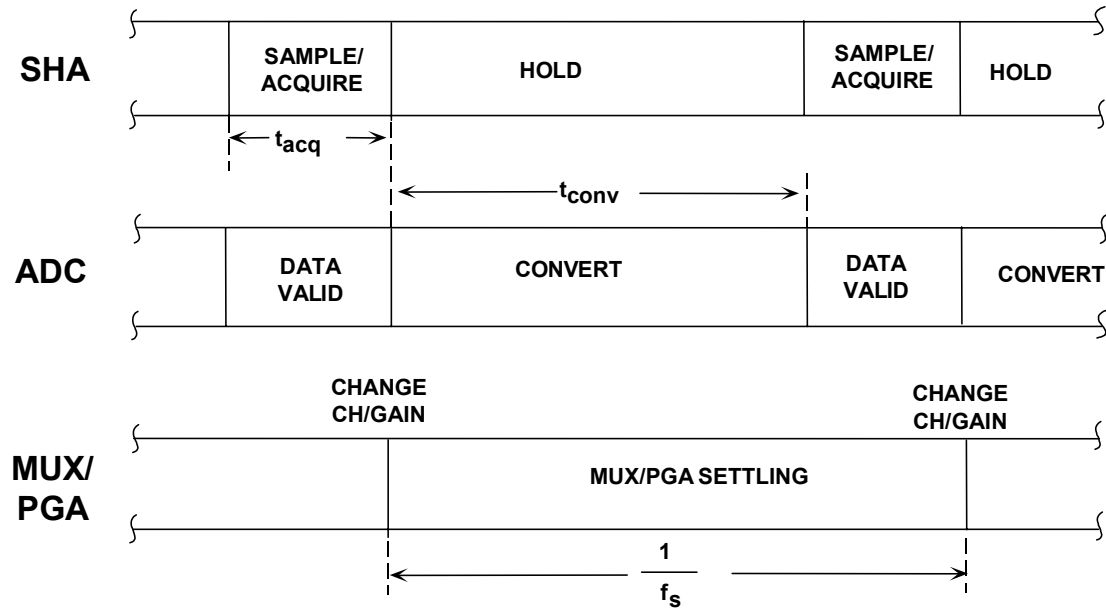 SHA
SAMPLE/
ACQUIRE
HOLD
SAMPLE/
ACQUIRE
HOLD
tacq
tconv
ADC
DATA
VALID
CONVERT
DATA
VALID
CONVERT
CHANGE
CH/GAIN
CHANGE
CH/GAIN
MUX/
PGA
MUX/PGA SETTLING
1
fs